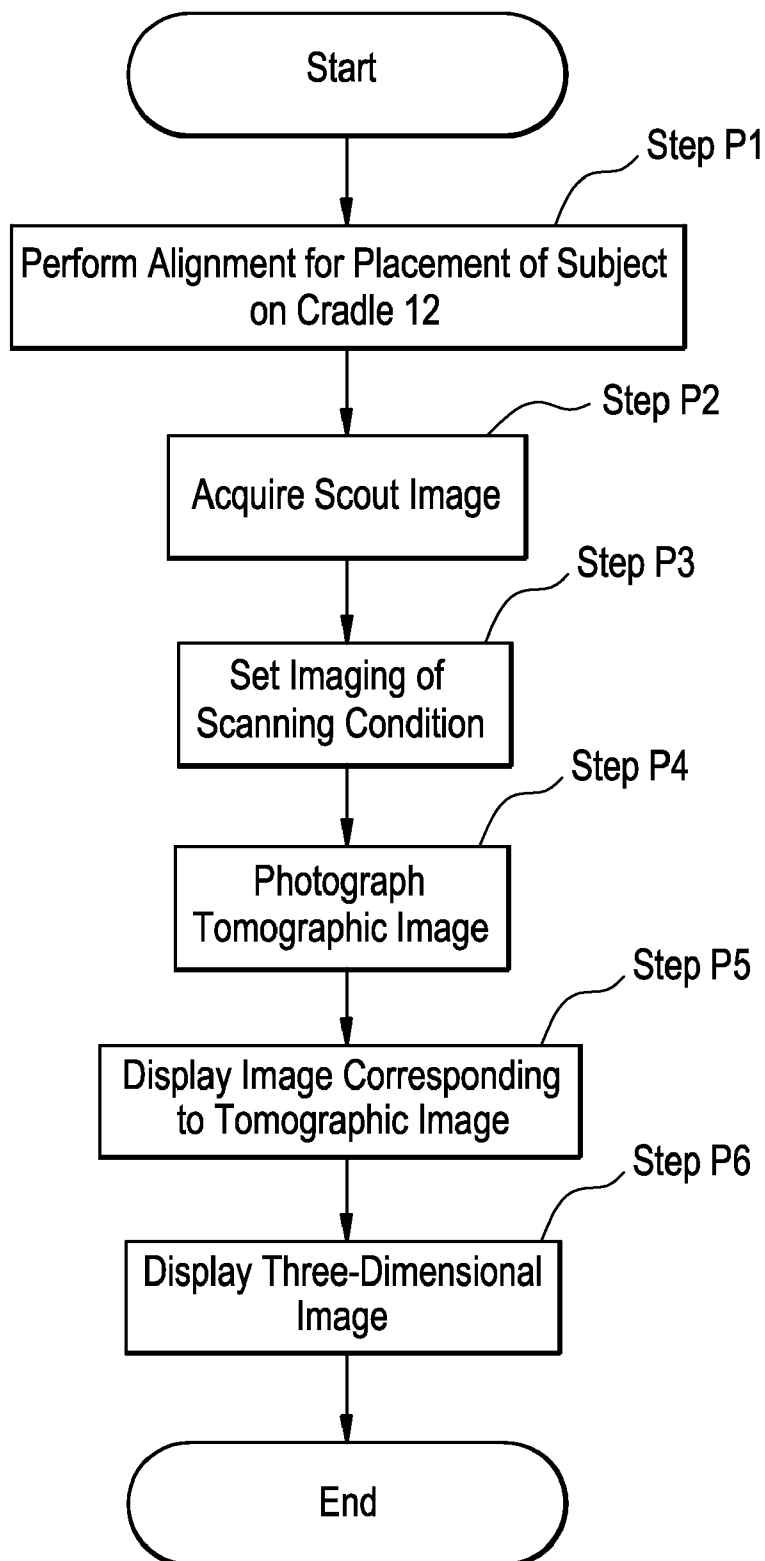 Start
Step P1
Perform Alignment for Placement of Subject
on Cradle 12
Step P2
Acquire Scout Image
Step P3
Set Imaging of
Scanning Condition
Step P4
Photograph
Tomographic Image
Step P5
Display Image Corresponding
to Tomographic Image
Step P6
Display Three-Dimensional
Image
End